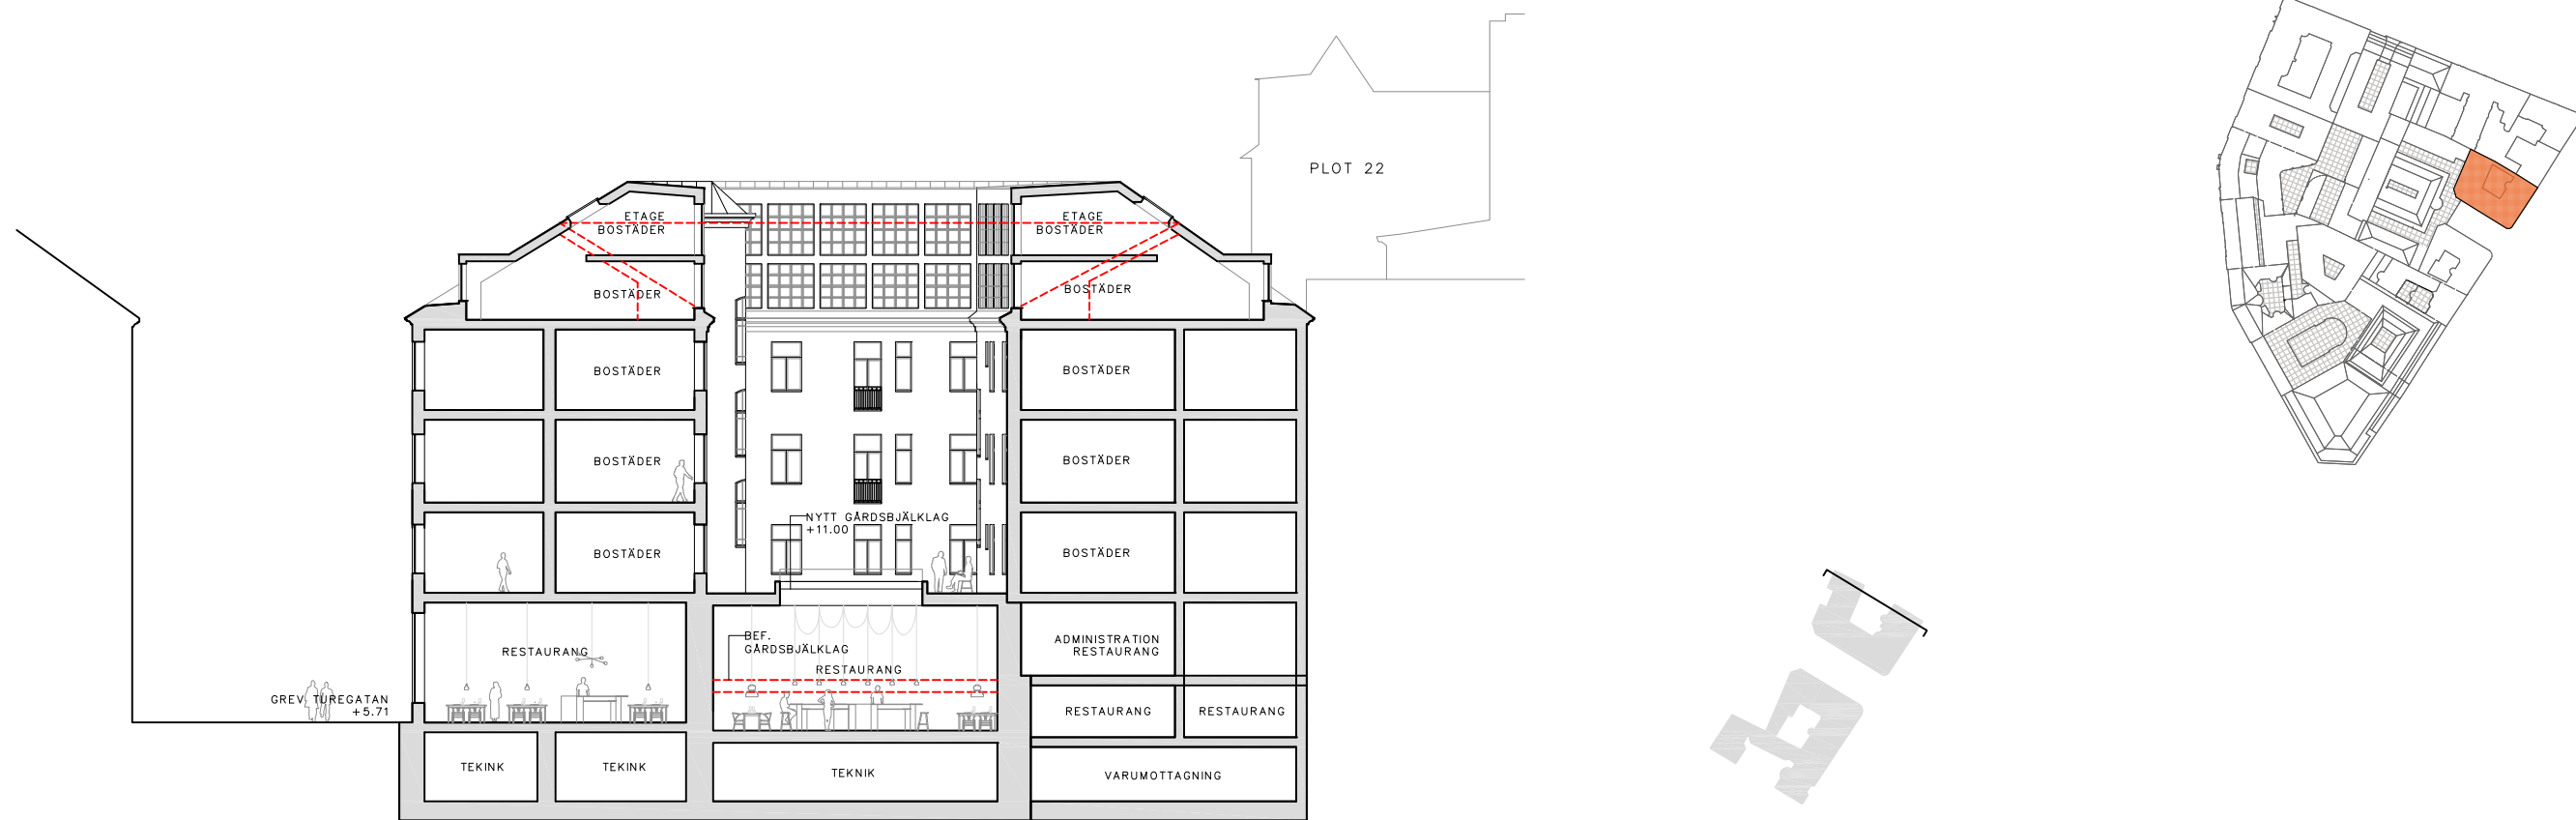 PLOT 22
ETAGE
BOSTÄDER
ETAGE
BOSTÄDER
BOSTÄDER
BOSTÄDER
BOSTÄDER
BOSTÄDER
BOSTÄDER
BOSTÄDER
NYTT GÅRDSBJÄLKLAG
+11.00
BOSTÄDER
BOSTÄDER
RESTAURANG
BEF.
GÅRDSBJÄLKLAG
RESTAURANG
ADMINISTRATION
RESTAURANG
GREV TUREGATAN
+5.71
RESTAURANG
RESTAURANG
TEKINK
TEKINK
TEKNIK
VARUMOTTAGNING